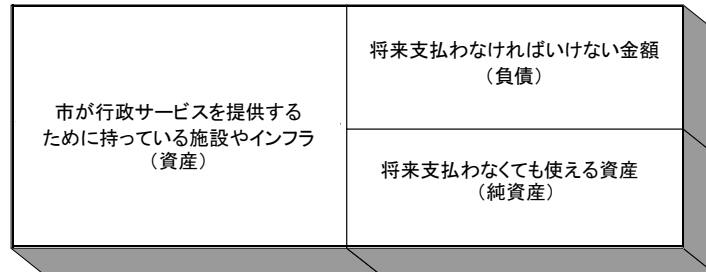 市が行政サービスを提供する
ために持っている施設やインフラ
（資産）
将来支払わなければいけない金額
（負債）
将来支払わなくても使える資産
（純資産）